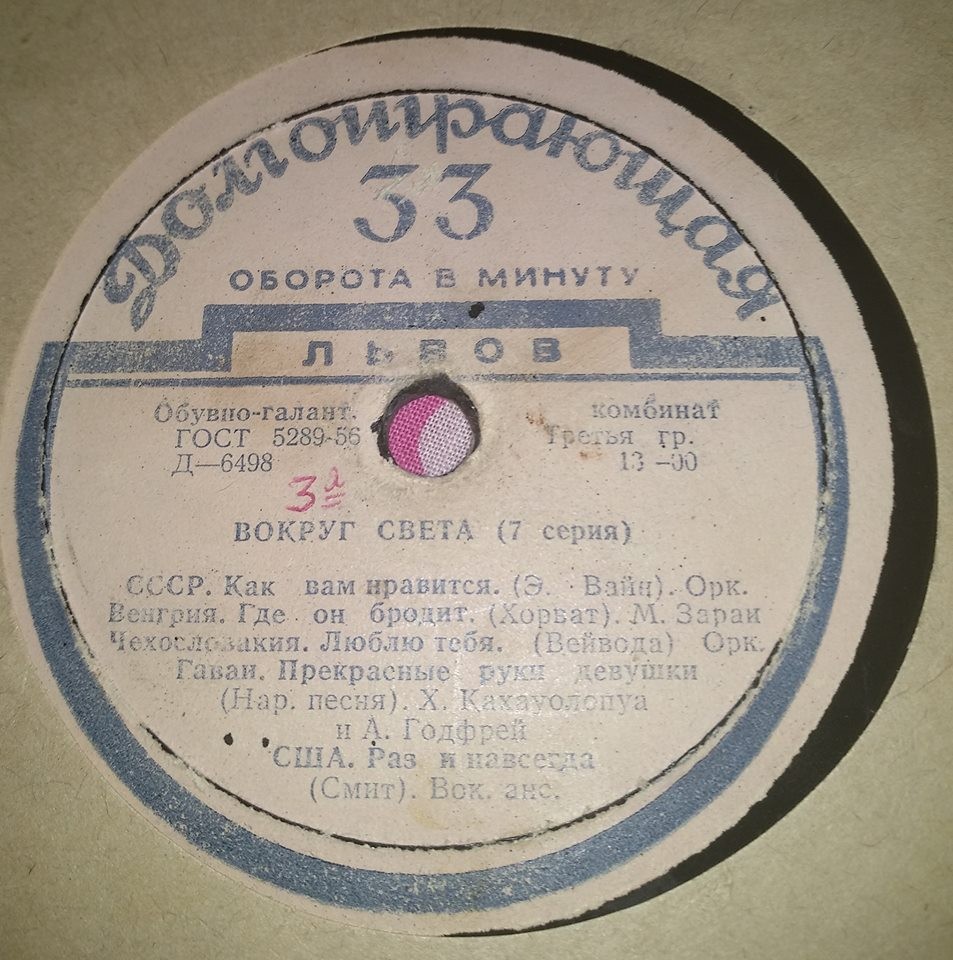 Долгоиграющая
33
ОБОРОТА В МИНУТУ
ЛЬВОВ
Обувно-галант. комбинат
ГОСТ 5289-56 Третья гр.
Д—6498 13-00
3я
ВОКРУГ СВЕТА (7 серия)
СССР. Как вам нравится. (Э. Вайн). Орк.
Венгрия. Где он бродит. (Хорват). М. Зараи
Чехословакия. Люблю тебя. (Вейвода) Орк.
Гаваи. Прекрасные руки девушки
(Нар. песня). Х. Кахауолопуа
и А. Годфрей
США. Раз и навсегда
(Смит). Вок. анс.